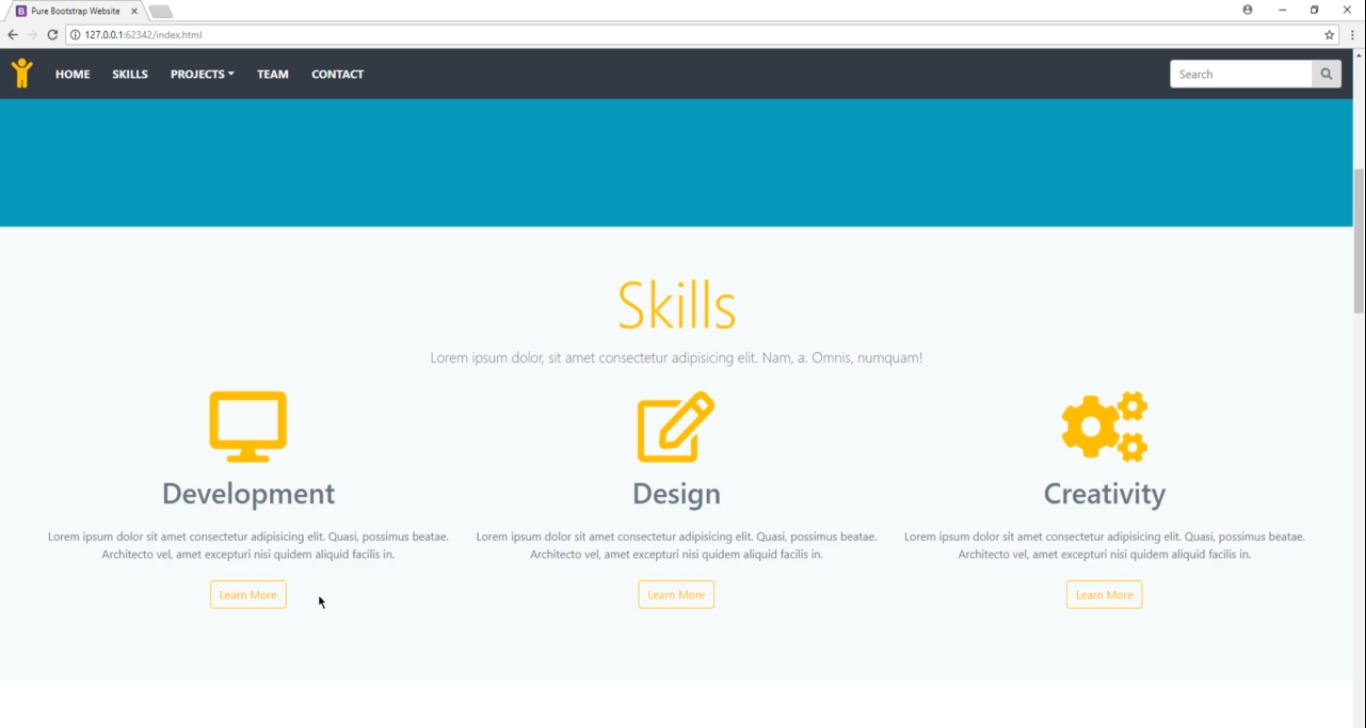 Pure Bootstrap Website
127.0.0.1:62342/index.html
HOME SKILLS PROJECTS TEAM CONTACT Search
Skills
Lorem ipsum dolor, sit amet consectetur adipisicing elit. Nam, a. Omnis, numquam!
Development
Lorem ipsum dolor sit amet consectetur adipisicing elit. Quasi, possimus beatae.
Architecto vel, amet excepturi nisi quidem aliquid facilis in.
Learn More
Design
Lorem ipsum dolor sit amet consectetur adipisicing elit. Quasi, possimus beatae.
Architecto vel, amet excepturi nisi quidem aliquid facilis in.
Learn More
Creativity
Lorem ipsum dolor sit amet consectetur adipisicing elit. Quasi, possimus beatae.
Architecto vel, amet excepturi nisi quidem aliquid facilis in.
Learn More